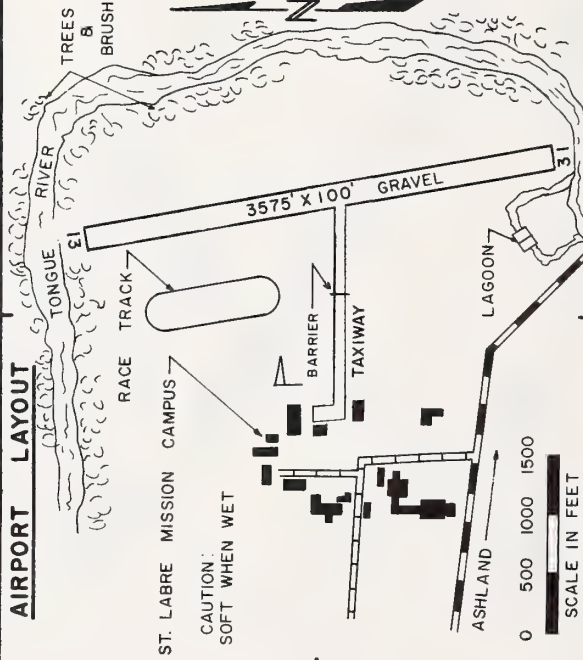 AIRPORT LAYOUT
TREES
&
BRUSH
N
TONGUE RIVER
13
RACE TRACK
3575' X 100' GRAVEL
ST. LABRE MISSION CAMPUS
CAUTION:
SOFT WHEN WET
BARRIER
TAXIWAY
31
LAGOON
ASHLAND
0 500 1000 1500
SCALE IN FEET